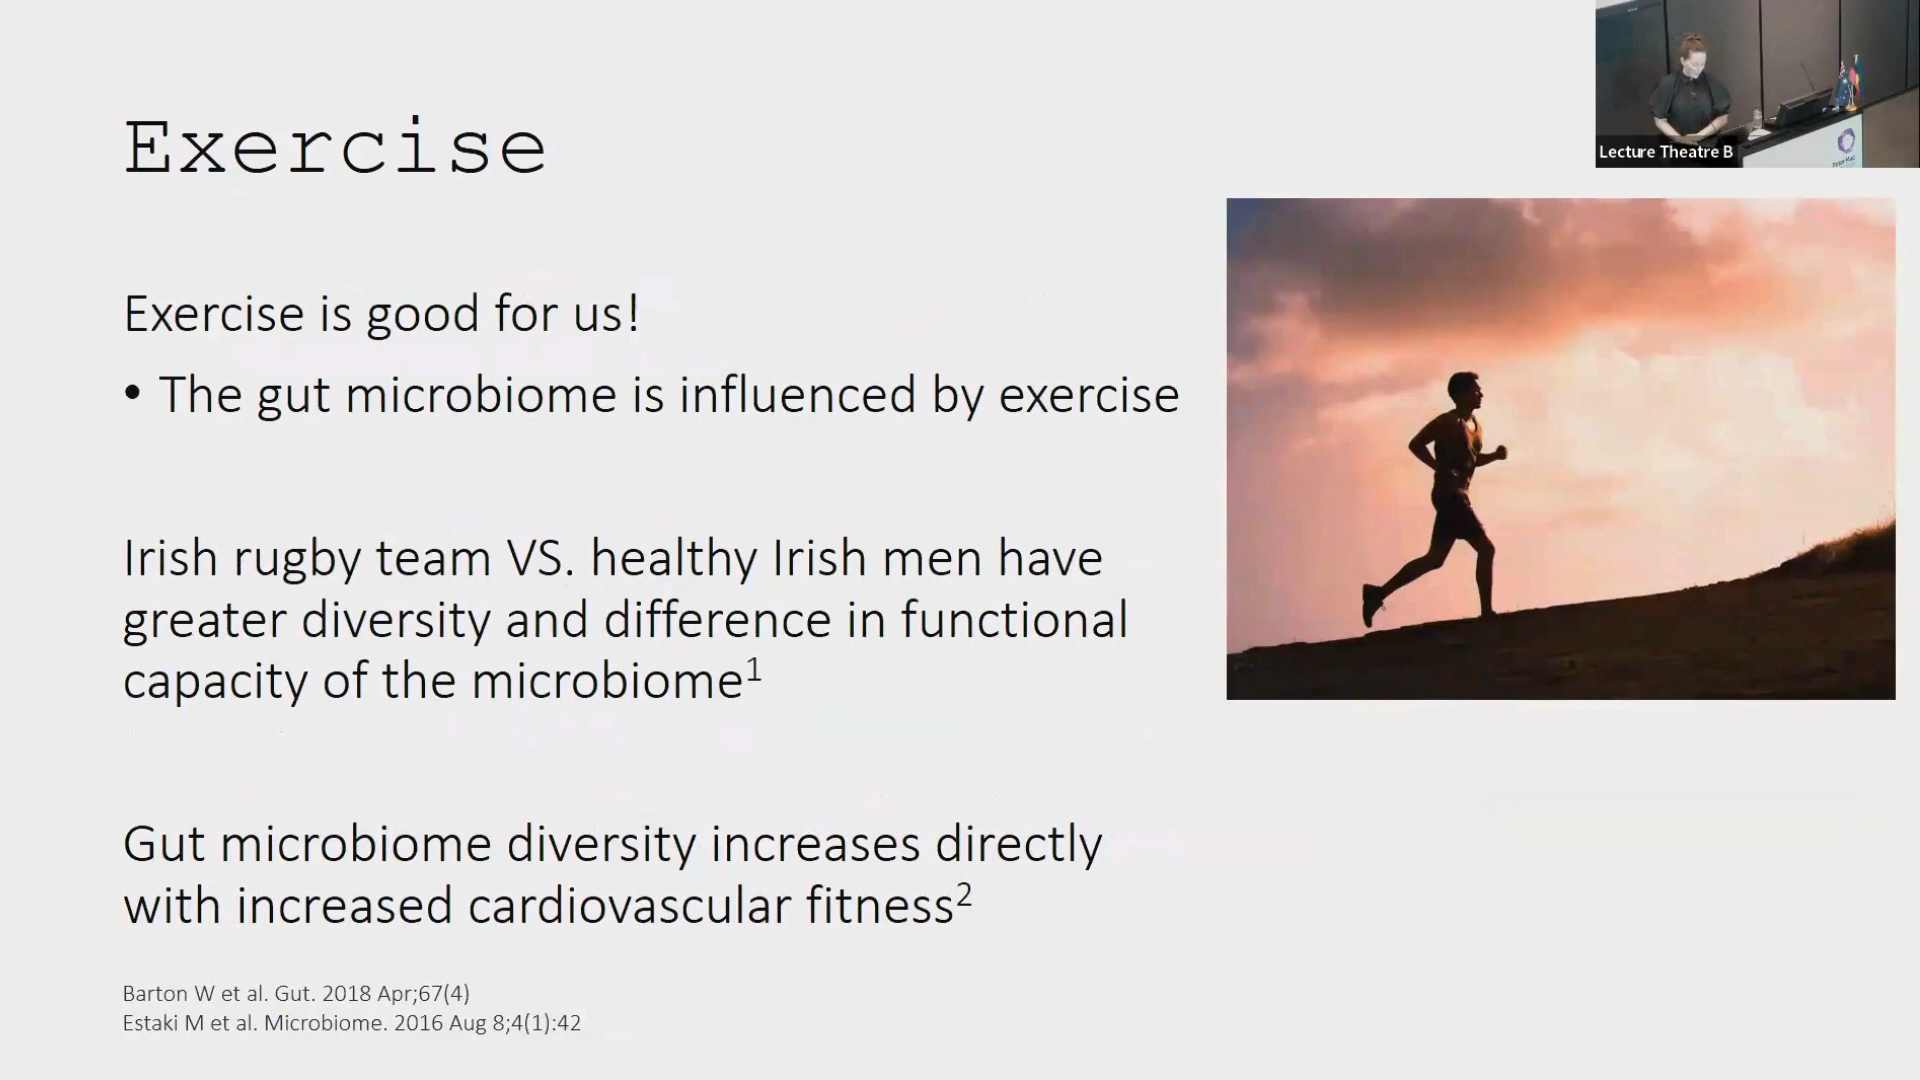 Exercise
Exercise is good for us!
• The gut microbiome is influenced by exercise
Irish rugby team VS. healthy Irish men have
greater diversity and difference in functional
capacity of the microbiome1
Gut microbiome diversity increases directly
with increased cardiovascular fitness2
Barton W et al. Gut. 2018 Apr;67(4)
Estaki M et al. Microbiome. 2016 Aug 8;4(1):42
Lecture Theatre B
Peter Mac